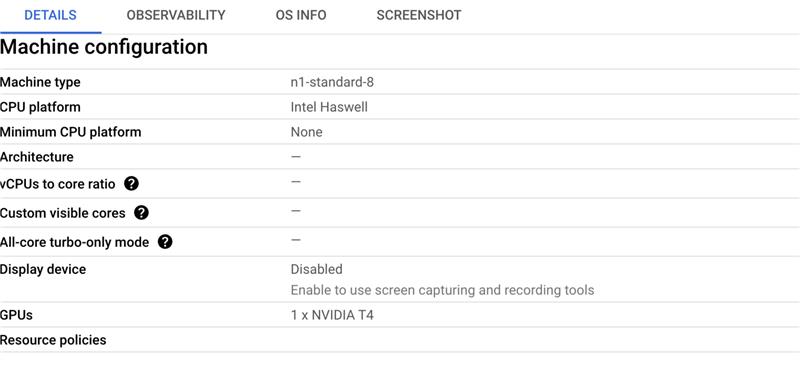 DETAILS OBSERVABILITY OS INFO SCREENSHOT
Machine configuration
Machine type n1-standard-8
CPU platform Intel Haswell
Minimum CPU platform None
Architecture —
vCPUs to core ratio ? —
Custom visible cores ? —
All-core turbo-only mode ? —
Display device Disabled
Enable to use screen capturing and recording tools
GPUs 1 x NVIDIA T4
Resource policies